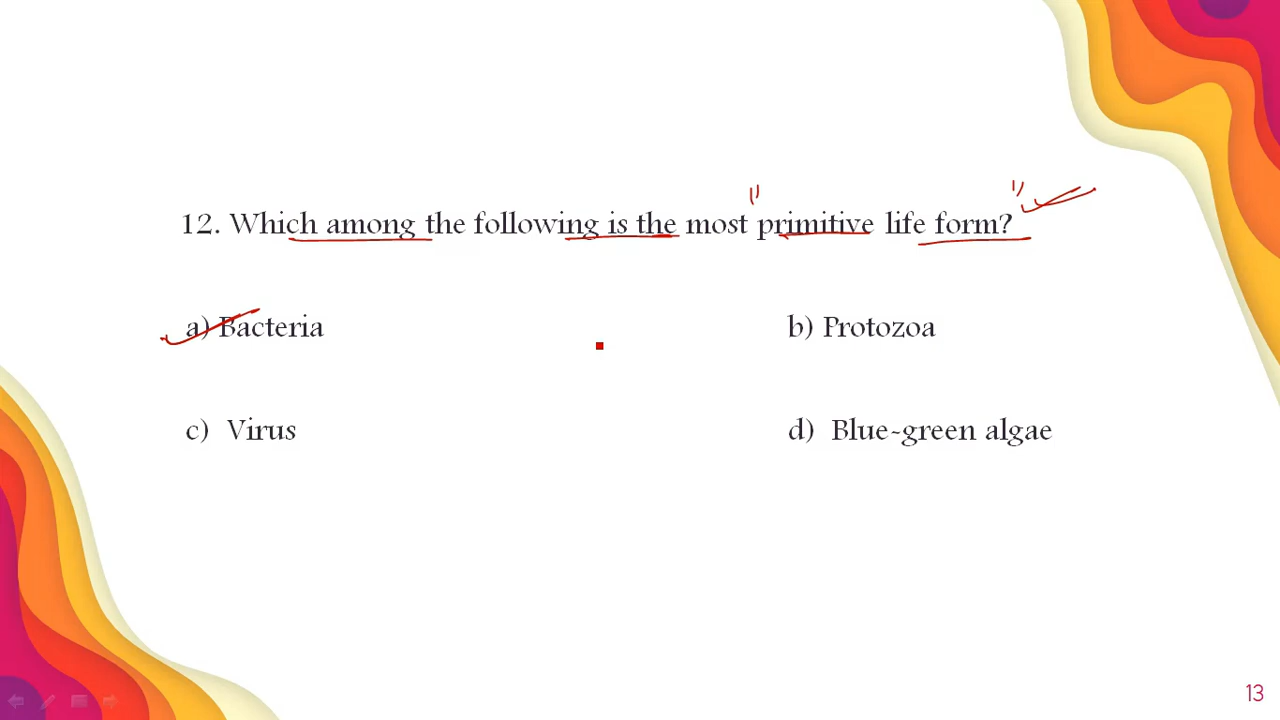 12. Which among the following is the most primitive life form?
a) Bacteria
b) Protozoa
c) Virus
d) Blue-green algae
13